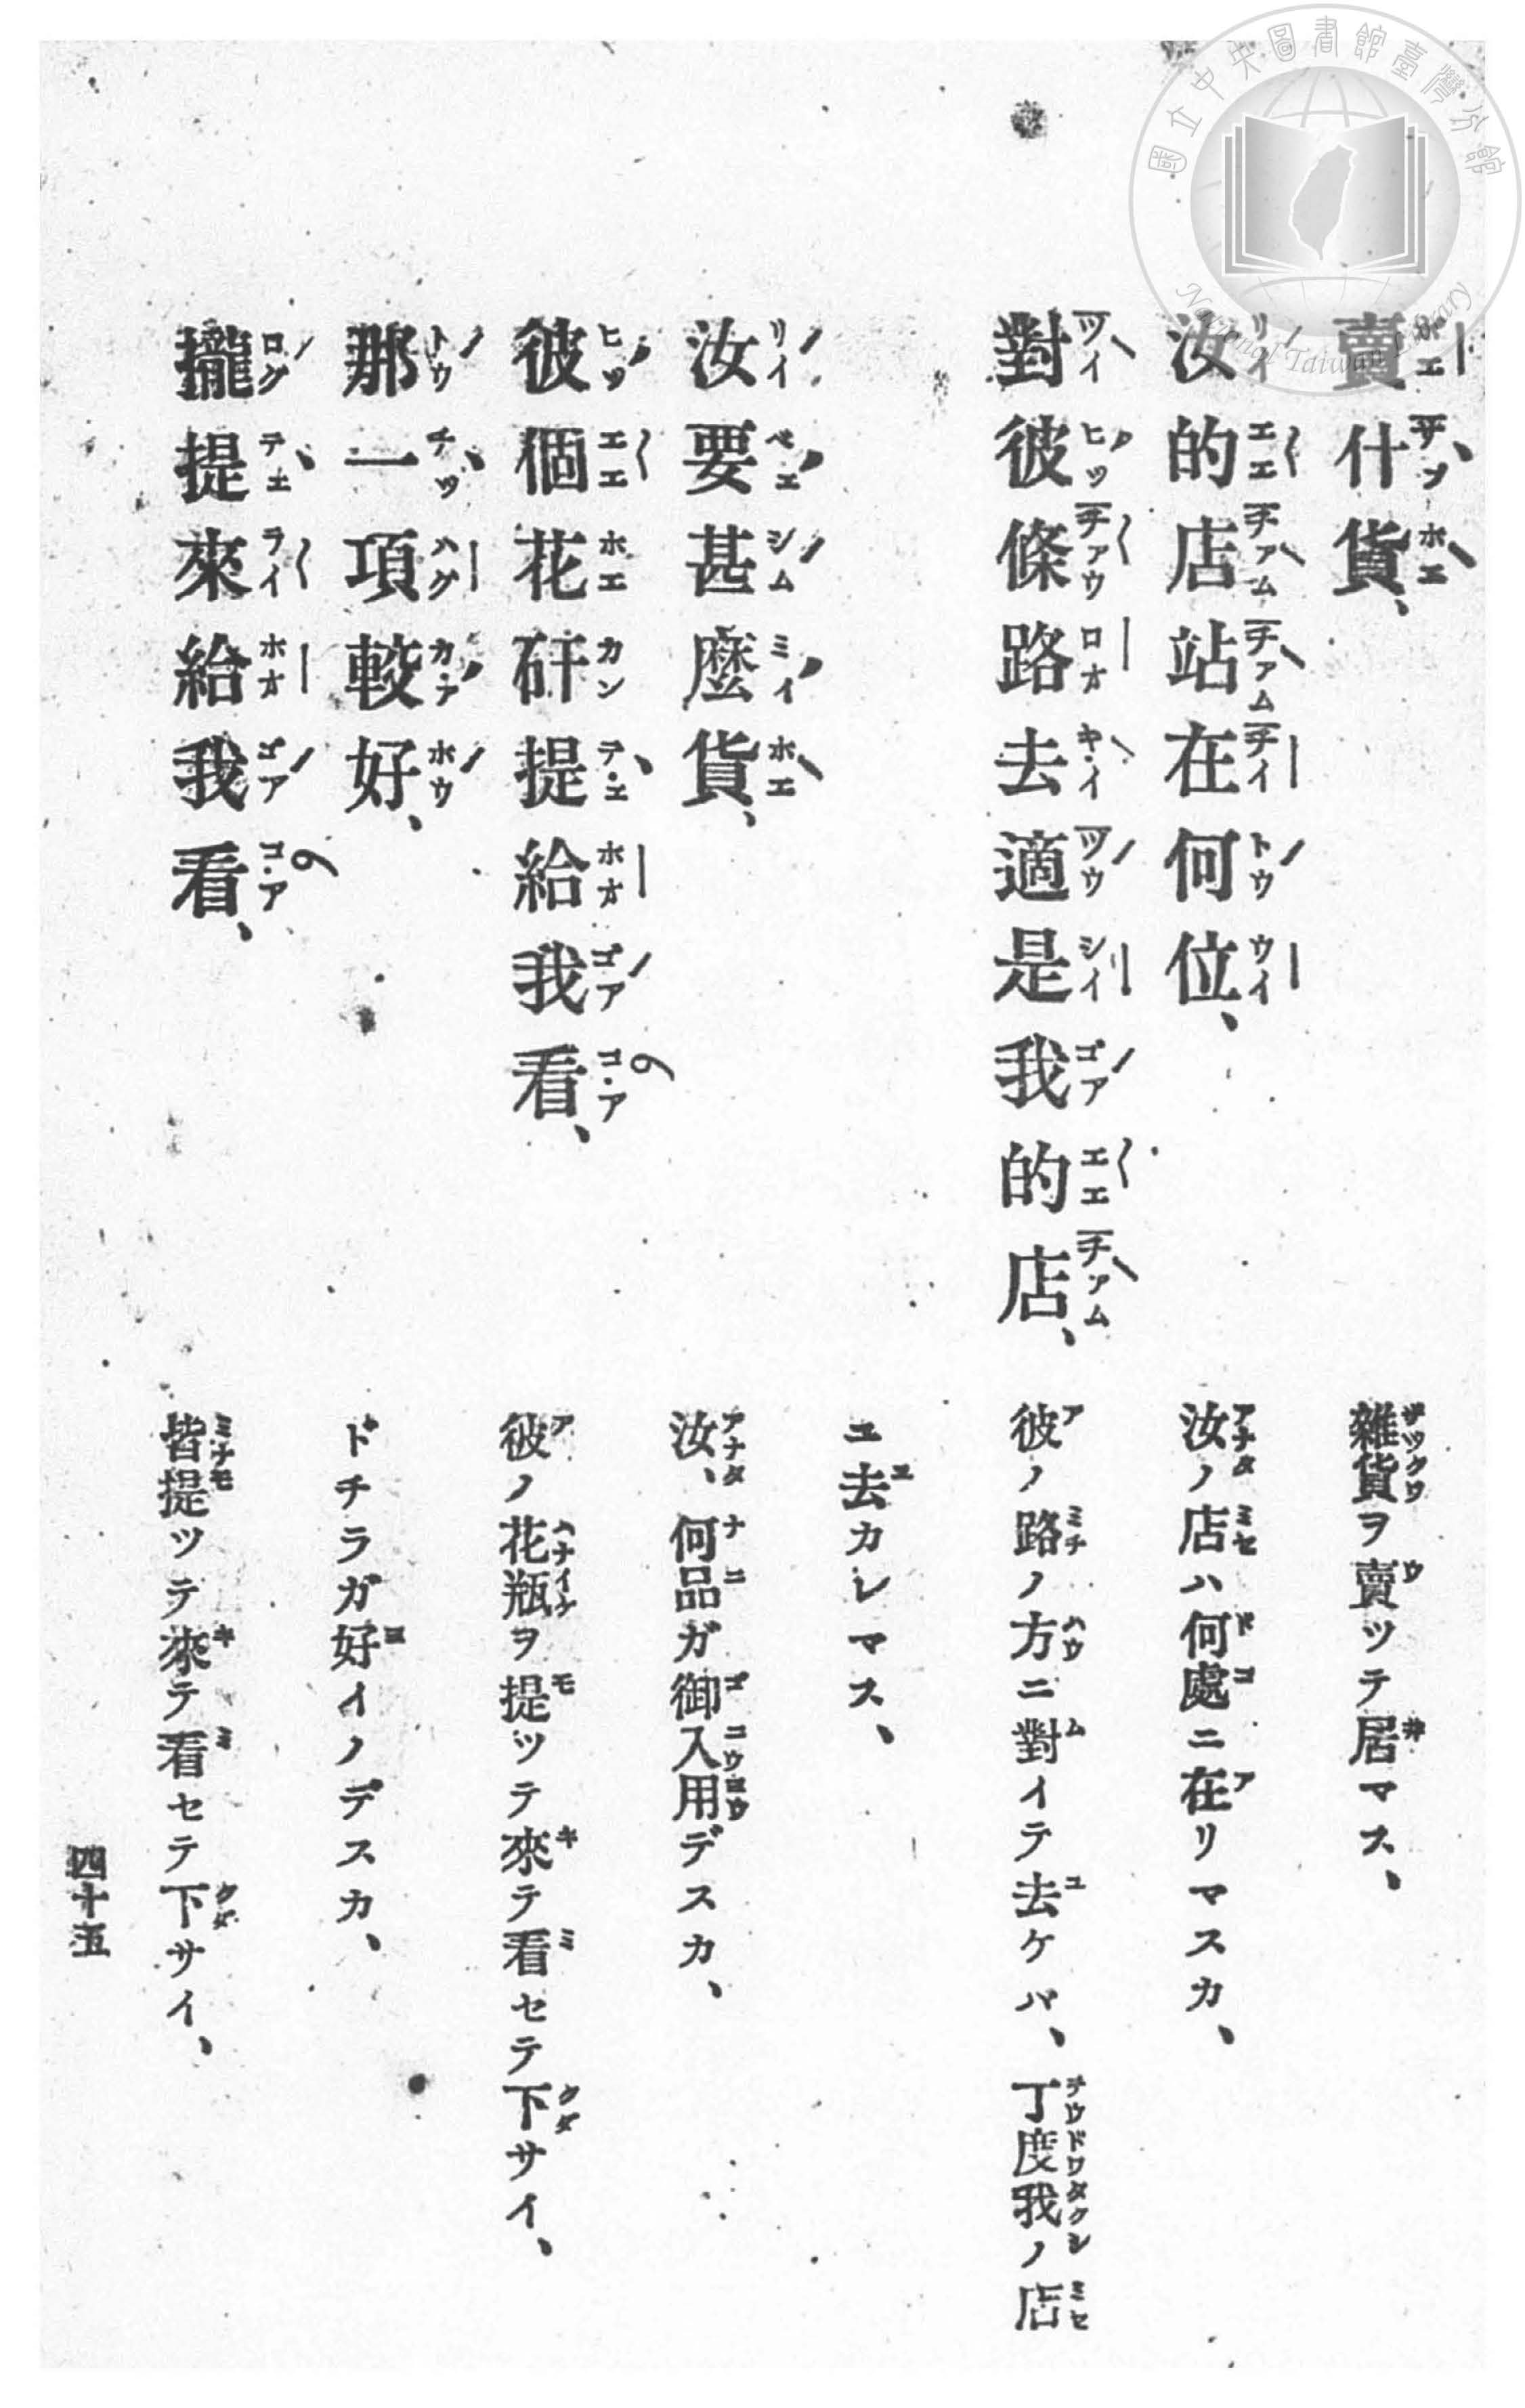 國立中央圖書館臺灣分館
National Taiwan Library
賣什貨、
雜貨ヲ賣ツテ居マス、
汝的店站在何位、
汝ノ店ハ何處ニ在リマスカ、
對彼條路去適是我的店、
彼ノ路ノ方ニ對イテ去ケバ、丁度我ノ店
ユ去カレマス、
汝要甚麼貨、
汝、何品ガ御入用デスカ、
彼個花矸提給我看、
彼ノ花瓶ヲ提ツテ來テ看セテ下サイ、
那一項較好、
ドチラガ好イノデスカ、
攏提來給我看、
皆提ツテ來テ看セテ下サイ、
四十五